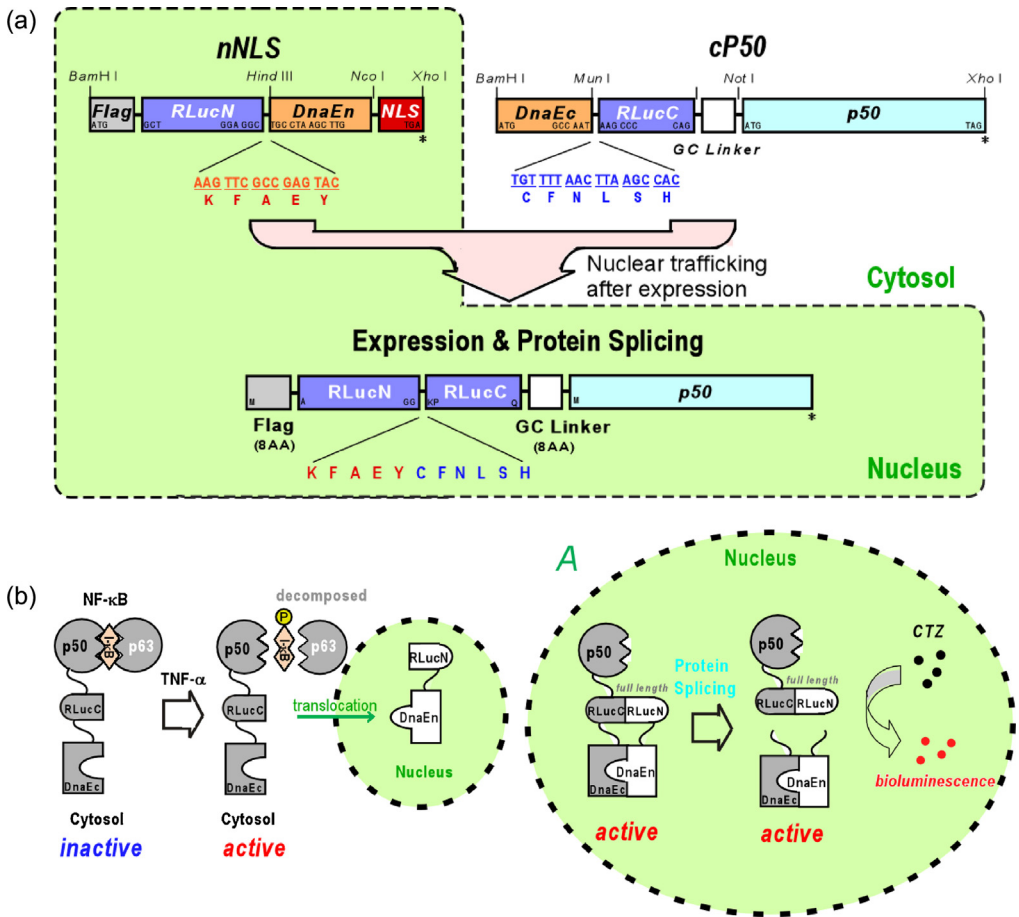 (a)
nNLS
cP50
BamH I
Hind III
Nco I
Xho I
BamH I
Mun I
Not I
Xho I
Flag
RLucN
DnaEn
NLS
DnaEc
RLucC
p50
ATG
GCT
GGA GGC
TGC CTA AGC TTG
TGA
ATG
GCC AAT
AAG CCC
CAG
ATG
TAG
*
*
GC Linker
AAG TTC GCC GAG TAC
K F A E Y
TGT TTT AAC TTA AGC CAC
C F N L S H
Nuclear trafficking
after expression
Cytosol
Expression & Protein Splicing
RLucN
RLucC
p50
M
A
GG
KP
Q
M
*
Flag
(8AA)
GC Linker
(8AA)
K F A E Y C F N L S H
Nucleus
(b)
NF-κB
p50
I-κB
p63
RLucC
DnaEc
Cytosol
inactive
TNF-α
decomposed
P
p50
I-κB
p63
RLucC
DnaEc
Cytosol
active
translocation
RLucN
DnaEn
Nucleus
A
Nucleus
p50
full length
RLucC
RLucN
DnaEn
DnaEc
active
Protein
Splicing
p50
full length
RLucC
RLucN
DnaEn
DnaEc
active
CTZ
bioluminescence